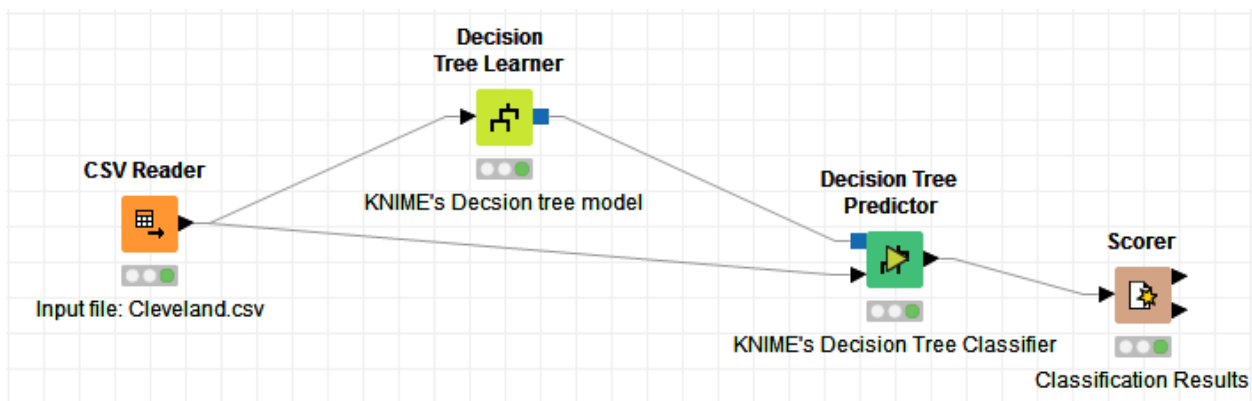 Decision
Tree Learner
CSV Reader
KNIME's Decsion tree model
Decision Tree
Predictor
Scorer
Input file: Cleveland.csv
KNIME's Decision Tree Classifier
Classification Results